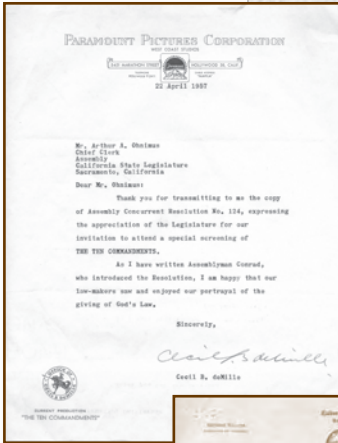 PARAMOUNT PICTURES CORPORATION
WEST COAST STUDIOS
5451 MARATHON STREET
HOLLYWOOD 38, CALIF.
22 April 1957
Mr. Arthur A. Ohnimus
Chief Clerk
Assembly
California State Legislature
Sacramento, California
Dear Mr. Ohnimus:
Thank you for transmitting to me the copy
of Assembly Concurrent Resolution No. 124, expressing
the appreciation of the Legislature for our
invitation to attend a special screening of
THE TEN COMMANDMENTS.
As I have written Assemblyman Conrad,
who introduced the Resolution, I am happy that our
law-makers saw and enjoyed our portrayal of the
giving of God's Law.
Sincerely,
Cecil B. deMille
Cecil B. deMille
CURRENT PRODUCTION
"THE TEN COMMANDMENTS"